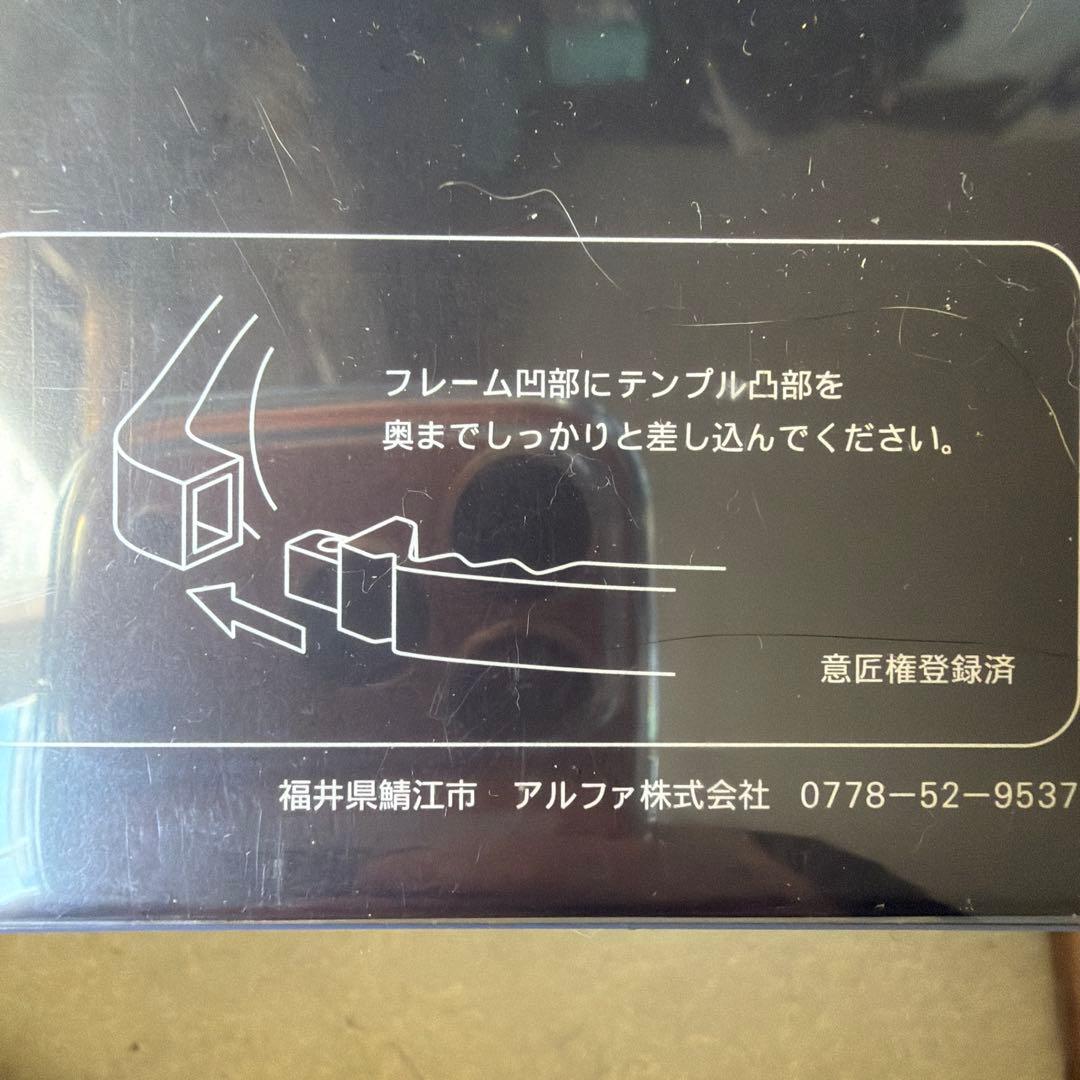 フレーム凹部にテンプル凸部を
奥までしっかりと差し込んでください。
意匠権登録済
福井県鯖江市　アルファ株式会社　0778−52−9537